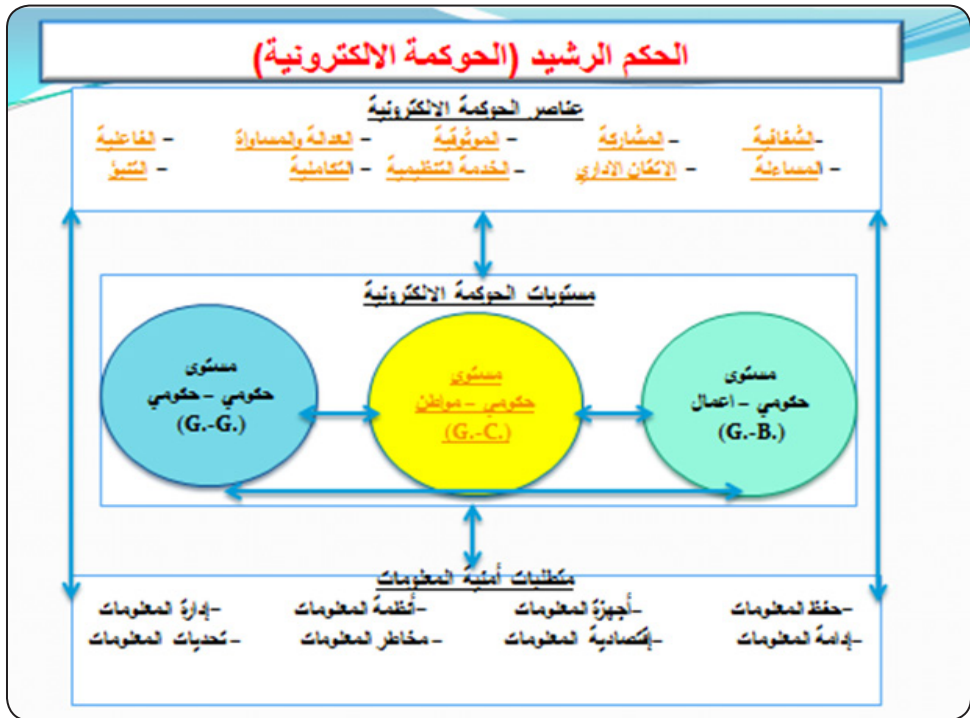 الحكم الرشيد (الحوكمة الالكترونية)
عناصر الحوكمة الالكترونية
-الشفافية - المشاركة - الموثوقية - العدالة والمساواة - الفاعلية
- المساءلة - الاتقان الاداري - الخدمة التنظيمية - التكاملية - التنبؤ
مستويات الحوكمة الالكترونية
مستوى
حكومي - اعمال
(G.-B.)
مستوى
حكومي - مواطن
(G.-C.)
مستوى
حكومي - حكومي
(G.-G.)
متطلبات أمنية المعلومات
-حفظ المعلومات -أجهزة المعلومات -أنظمة المعلومات -إدارة المعلومات
-إدامة المعلومات -إقتصادية المعلومات - مخاطر المعلومات - تحديات المعلومات